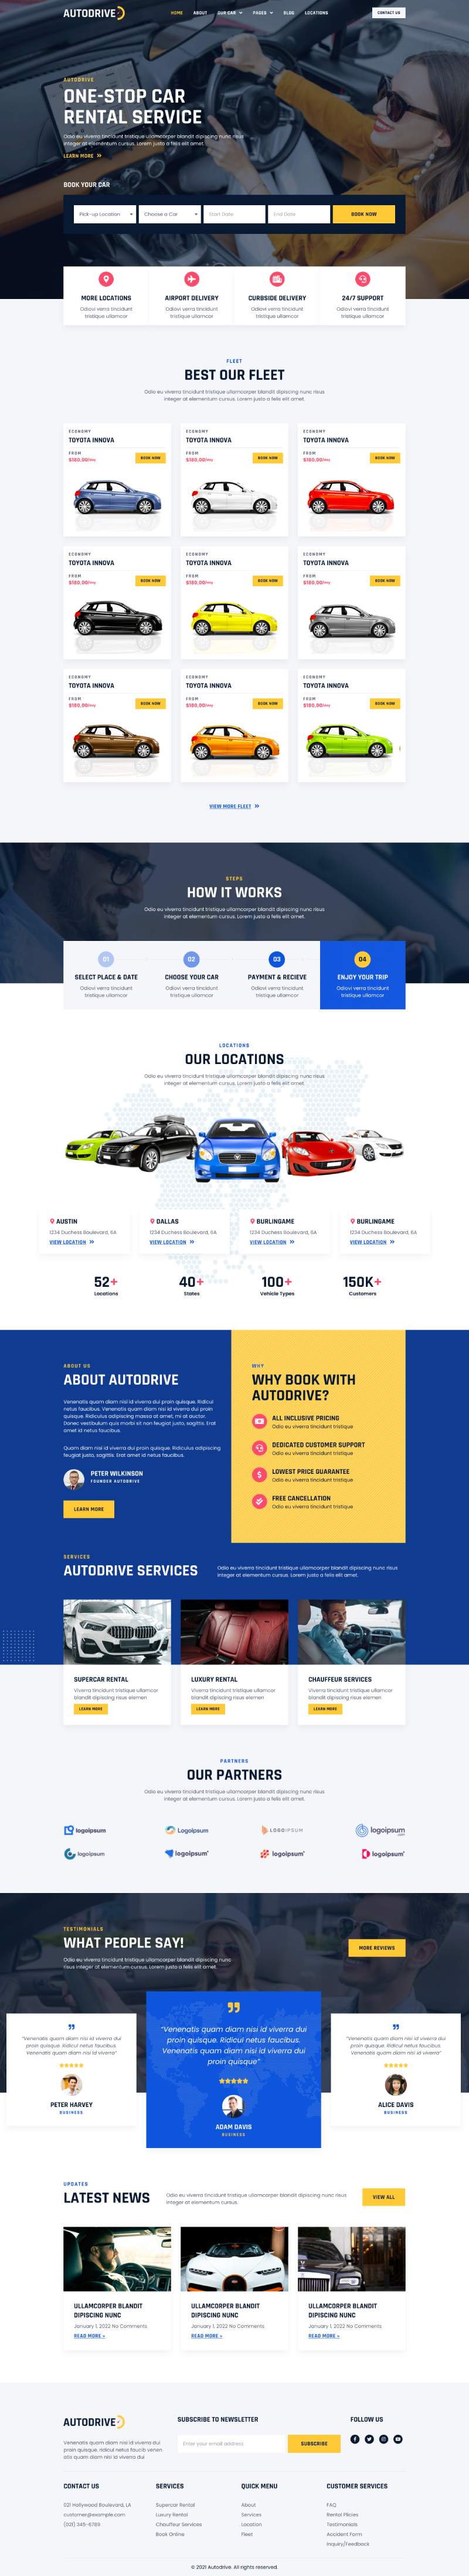 AUTODRIVE
HOME ABOUT OUR CAR PAGES BLOG LOCATIONS
CONTACT US
AUTODRIVE
ONE-STOP CAR
RENTAL SERVICE
Odio eu viverra tincidunt tristique ullamcorper blandit dipiscing nunc risus
integer at elementum cursus. Lorem justo a felis elit amet.
LEARN MORE
BOOK YOUR CAR
Pick-up Location Choose a Car Start Date End Date BOOK NOW
MORE LOCATIONS AIRPORT DELIVERY CURBSIDE DELIVERY 24/7 SUPPORT
Odiovi verra tincidunt Odiovi verra tincidunt Odiovi verra tincidunt Odiovi verra tincidunt
tristique ullamcor tristique ullamcor tristique ullamcor tristique ullamcor
FLEET
BEST OUR FLEET
Odio eu viverra tincidunt tristique ullamcorper blandit dipiscing nunc risus
integer at elementum cursus. Lorem justo a felis elit amet.
ECONOMY ECONOMY ECONOMY
TOYOTA INNOVA TOYOTA INNOVA TOYOTA INNOVA
FROM FROM FROM
$180.00/day BOOK NOW $180.00/day BOOK NOW $180.00/day BOOK NOW
ECONOMY ECONOMY ECONOMY
TOYOTA INNOVA TOYOTA INNOVA TOYOTA INNOVA
FROM FROM FROM
$180.00/day BOOK NOW $180.00/day BOOK NOW $180.00/day BOOK NOW
ECONOMY ECONOMY ECONOMY
TOYOTA INNOVA TOYOTA INNOVA TOYOTA INNOVA
FROM FROM FROM
$180.00/day BOOK NOW $180.00/day BOOK NOW $180.00/day BOOK NOW
VIEW MORE FLEET
STEPS
HOW IT WORKS
Odio eu viverra tincidunt tristique ullamcorper blandit dipiscing nunc risus
integer at elementum cursus. Lorem justo a felis elit amet.
01 02 03 04
SELECT PLACE & DATE CHOOSE YOUR CAR PAYMENT & RECIEVE ENJOY YOUR TRIP
Odiovi verra tincidunt Odiovi verra tincidunt Odiovi verra tincidunt Odiovi verra tincidunt
tristique ullamcor tristique ullamcor tristique ullamcor tristique ullamcor
LOCATIONS
OUR LOCATIONS
Odio eu viverra tincidunt tristique ullamcorper blandit dipiscing nunc risus
integer at elementum cursus. Lorem justo a felis elit amet.
AUSTIN DALLAS BURLINGAME BURLINGAME
1234 Duchess Boulevard, GA 1234 Duchess Boulevard, GA 1234 Duchess Boulevard, GA 1234 Duchess Boulevard, GA
VIEW LOCATION VIEW LOCATION VIEW LOCATION VIEW LOCATION
52+ 40+ 100+ 150K+
Locations States Vehicle Types Customers
ABOUT US
ABOUT AUTODRIVE
Venenatis quam diam nisl id viverra dui proin quisque. Ridicul
netus faucibus. Venenatis quam diam nisi id viverra dui proin
quisque. Ridiculus adipiscing massa at amet, mi at auctor.
Donec vestibulum quis morbi sit non feugiat justo, sagittis. Erat
amet id netus faucibus.
Quam diam nisl id viverra dui proin quisque. Ridiculus adipiscing
feugiat justo, sagittis. Erat amet id netus faucibus.
PETER WILKINSON
FOUNDER AUTODRIVE
LEARN MORE
WHY
WHY BOOK WITH
AUTODRIVE?
ALL INCLUSIVE PRICING
Odio eu viverra tincidunt tristique
DEDICATED CUSTOMER SUPPORT
Odio eu viverra tincidunt tristique
LOWEST PRICE GUARANTEE
Odio eu viverra tincidunt tristique
FREE CANCELLATION
Odio eu viverra tincidunt tristique
SERVICES
AUTODRIVE SERVICES
Odio eu viverra tincidunt tristique ullamcorper blandit dipiscing nunc risus
integer at elementum cursus. Lorem justo a felis elit amet.
SUPERCAR RENTAL LUXURY RENTAL CHAUFFEUR SERVICES
Viverra tincidunt tristique ullamcor Viverra tincidunt tristique ullamcor Viverra tincidunt tristique ullamcor
blandit dipiscing risus elemen blandit dipiscing risus elemen blandit dipiscing risus elemen
LEARN MORE LEARN MORE LEARN MORE
PARTNERS
OUR PARTNERS
Odio eu viverra tincidunt tristique ullamcorper blandit dipiscing nunc risus
integer at elementum cursus. Lorem justo a felis elit amet.
logoipsum Logoipsum LOGOIPSUM logoipsum
logoipsum logoipsum logoipsum logoipsum
TESTIMONIALS
WHAT PEOPLE SAY!
Odio eu viverra tincidunt tristique ullamcorper blandit dipiscing nunc
risus integer at elementum cursus. Lorem justo a felis elit amet.
MORE REVIEWS
"Venenatis quam diam nisi id viverra dui
proin quisque. Ridicul netus faucibus.
Venenatis quam diam nisi id viverra"
PETER HARVEY
BUSINESS
"Venenatis quam diam nisi id viverra dui
proin quisque. Ridicul netus faucibus.
Venenatis quam diam nisi id viverra dui
proin quisque"
ADAM DAVIS
BUSINESS
"Venenatis quam diam nisi id viverra dui
proin quisque. Ridicul netus faucibus.
Venenatis quam diam nisi id viverra"
ALICE DAVIS
BUSINESS
UPDATES
LATEST NEWS
Odio eu viverra tincidunt tristique ullamcorper blandit dipiscing nunc risus
integer at elementum cursus.
VIEW ALL
ULLAMCORPER BLANDIT ULLAMCORPER BLANDIT ULLAMCORPER BLANDIT
DIPISCING NUNC DIPISCING NUNC DIPISCING NUNC
January 1, 2022 No Comments January 1, 2022 No Comments January 1, 2022 No Comments
READ MORE » READ MORE » READ MORE »
AUTODRIVE
Venenatis quam diam nisl id viverra dui
proin quisque. ridicul netus faucib venen
atis quam diam nisi id viverra dui
SUBSCRIBE TO NEWSLETTER
Enter your email address SUBSCRIBE
FOLLOW US
CONTACT US SERVICES QUICK MENU CUSTOMER SERVICES
021 Hollywood Boulevard, LA Supercar Rental About FAQ
customer@example.com Luxury Rental Services Rental Plicies
(021) 345-6789 Chauffeur Services Location Testimonials
Book Online Fleet Accident Form
Inquiry/Feedback
© 2021 Autodrive. All rights reserved.